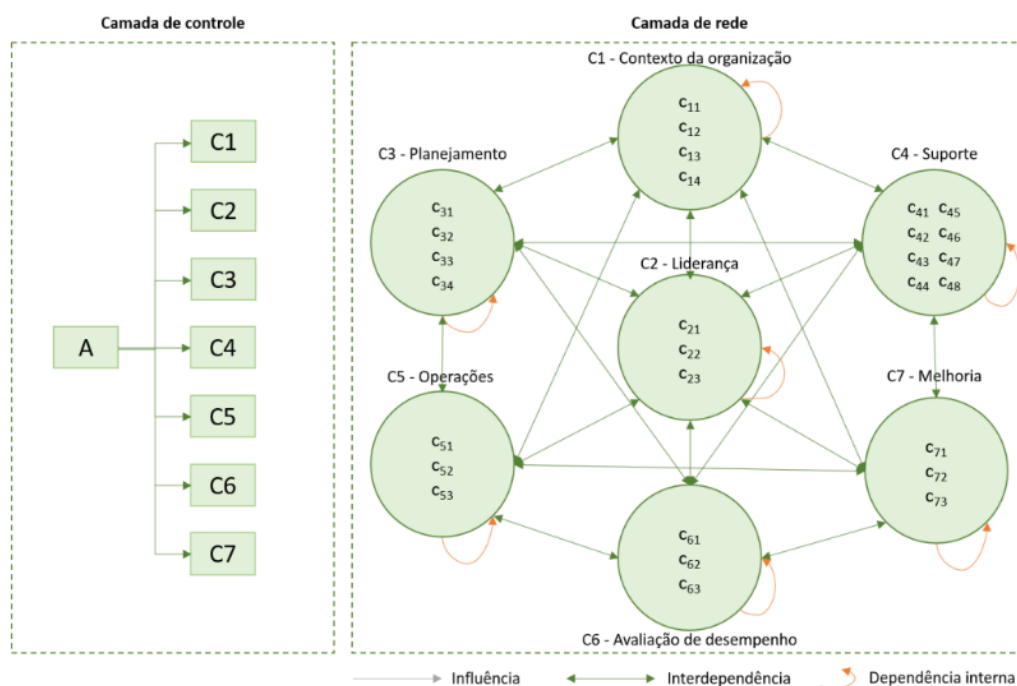 Camada de controle
Camada de rede
A
C1
C2
C3
C4
C5
C6
C7
C1 - Contexto da organização
c11
c12
c13
c14
C3 - Planejamento
c31
c32
c33
c34
C4 - Suporte
c41 c45
c42 c46
c43 c47
c44 c48
C2 - Liderança
c21
c22
c23
C5 - Operações
c51
c52
c53
C7 - Melhoria
c71
c72
c73
c61
c62
c63
C6 - Avaliação de desempenho
Influência
Interdependência
Dependência interna